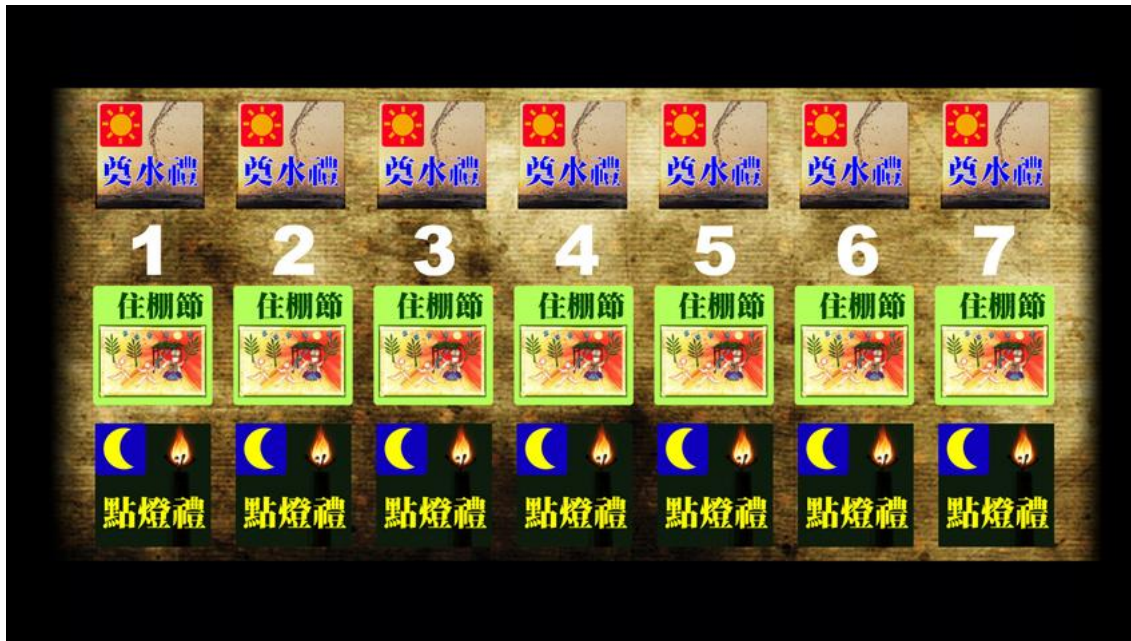 奠水禮 奠水禮 奠水禮 奠水禮 奠水禮 奠水禮 奠水禮
1 2 3 4 5 6 7
住棚節 住棚節 住棚節 住棚節 住棚節 住棚節 住棚節
點燈禮 點燈禮 點燈禮 點燈禮 點燈禮 點燈禮 點燈禮